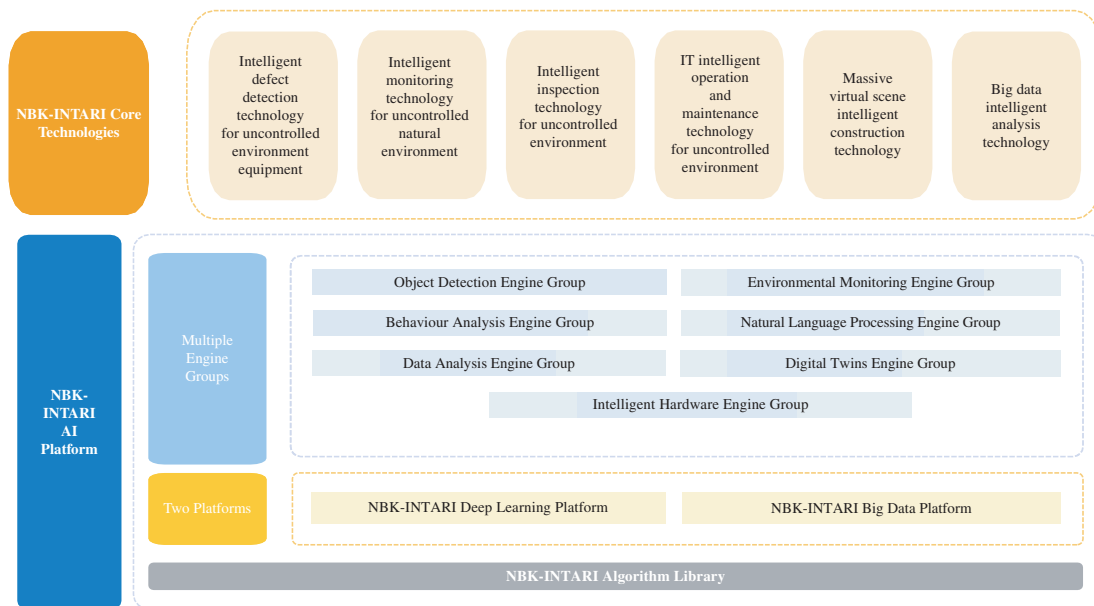 NBK-INTARI Core
Technologies
Intelligent
defect
detection
technology
for uncontrolled
environment
equipment
Intelligent
monitoring
technology
for uncontrolled
natural
environment
Intelligent
inspection
technology
for uncontrolled
environment
IT intelligent
operation
and
maintenance
technology
for uncontrolled
environment
Massive
virtual scene
intelligent
construction
technology
Big data
intelligent
analysis
technology
NBK-
INTARI
AI
Platform
Multiple
Engine
Groups
Object Detection Engine Group
Environmental Monitoring Engine Group
Behaviour Analysis Engine Group
Natural Language Processing Engine Group
Data Analysis Engine Group
Digital Twins Engine Group
Intelligent Hardware Engine Group
Two Platforms
NBK-INTARI Deep Learning Platform
NBK-INTARI Big Data Platform
NBK-INTARI Algorithm Library